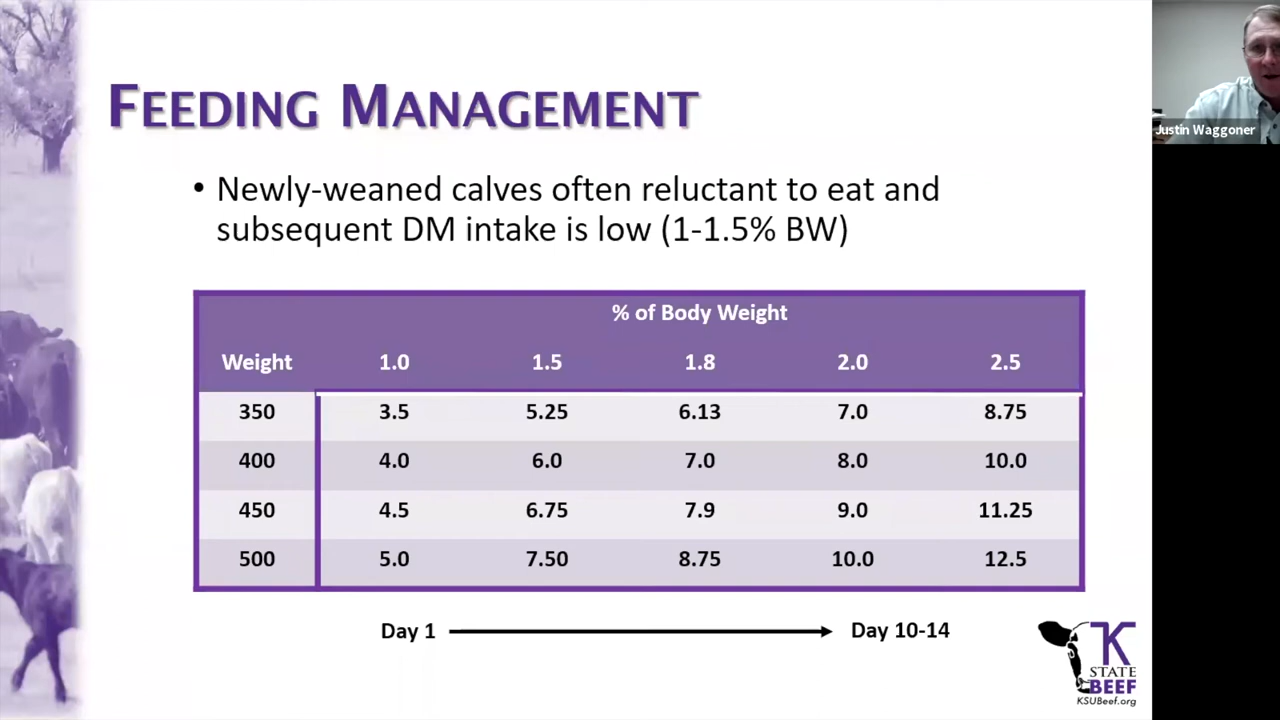 FEEDING MANAGEMENT
• Newly-weaned calves often reluctant to eat and
subsequent DM intake is low (1-1.5% BW)
% of Body Weight
Weight 1.0 1.5 1.8 2.0 2.5
350 3.5 5.25 6.13 7.0 8.75
400 4.0 6.0 7.0 8.0 10.0
450 4.5 6.75 7.9 9.0 11.25
500 5.0 7.50 8.75 10.0 12.5
Day 1 Day 10-14
K
STATE
BEEF
KSUBeef.org
Justin Waggoner